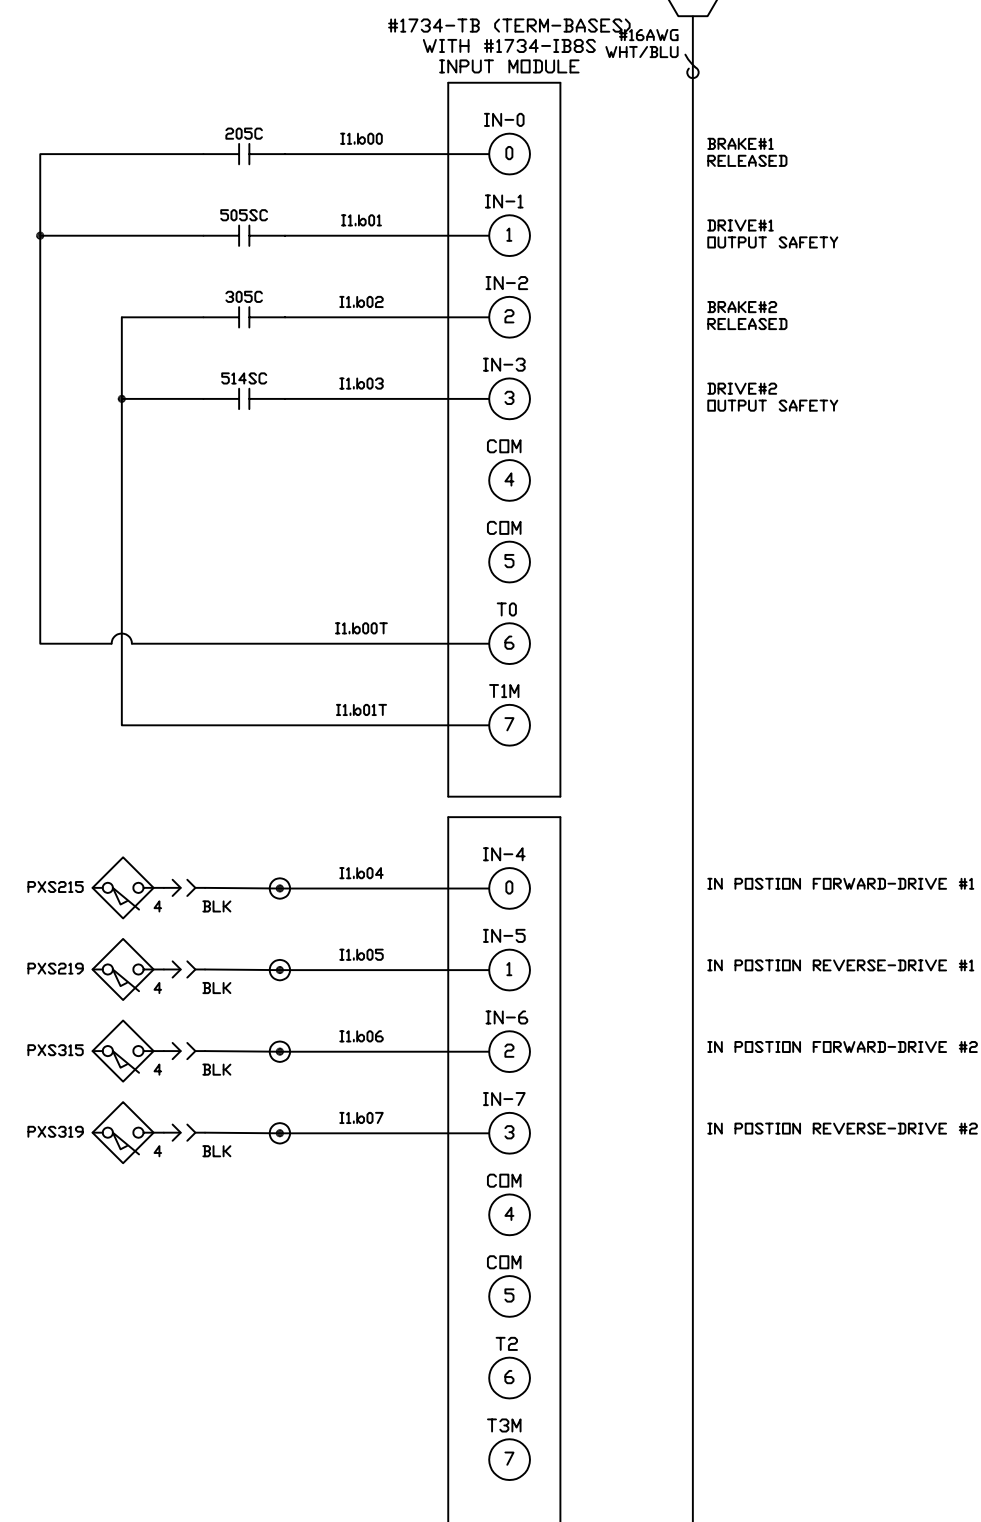 #1734-TB (TERM-BASES)
WITH #1734-IB8S
INPUT MODULE
#16AWG
WHT/BLU
IN-0
205C
I1.b00
0
BRAKE#1
RELEASED
IN-1
505SC
I1.b01
1
DRIVE#1
OUTPUT SAFETY
IN-2
305C
I1.b02
2
BRAKE#2
RELEASED
IN-3
514SC
I1.b03
3
DRIVE#2
OUTPUT SAFETY
COM
4
COM
5
T0
I1.b00T
6
T1M
I1.b01T
7
IN-4
PXS215
4
BLK
I1.b04
0
IN POSTION FORWARD-DRIVE #1
IN-5
PXS219
4
BLK
I1.b05
1
IN POSTION REVERSE-DRIVE #1
IN-6
PXS315
4
BLK
I1.b06
2
IN POSTION FORWARD-DRIVE #2
IN-7
PXS319
4
BLK
I1.b07
3
IN POSTION REVERSE-DRIVE #2
COM
4
COM
5
T2
6
T3M
7